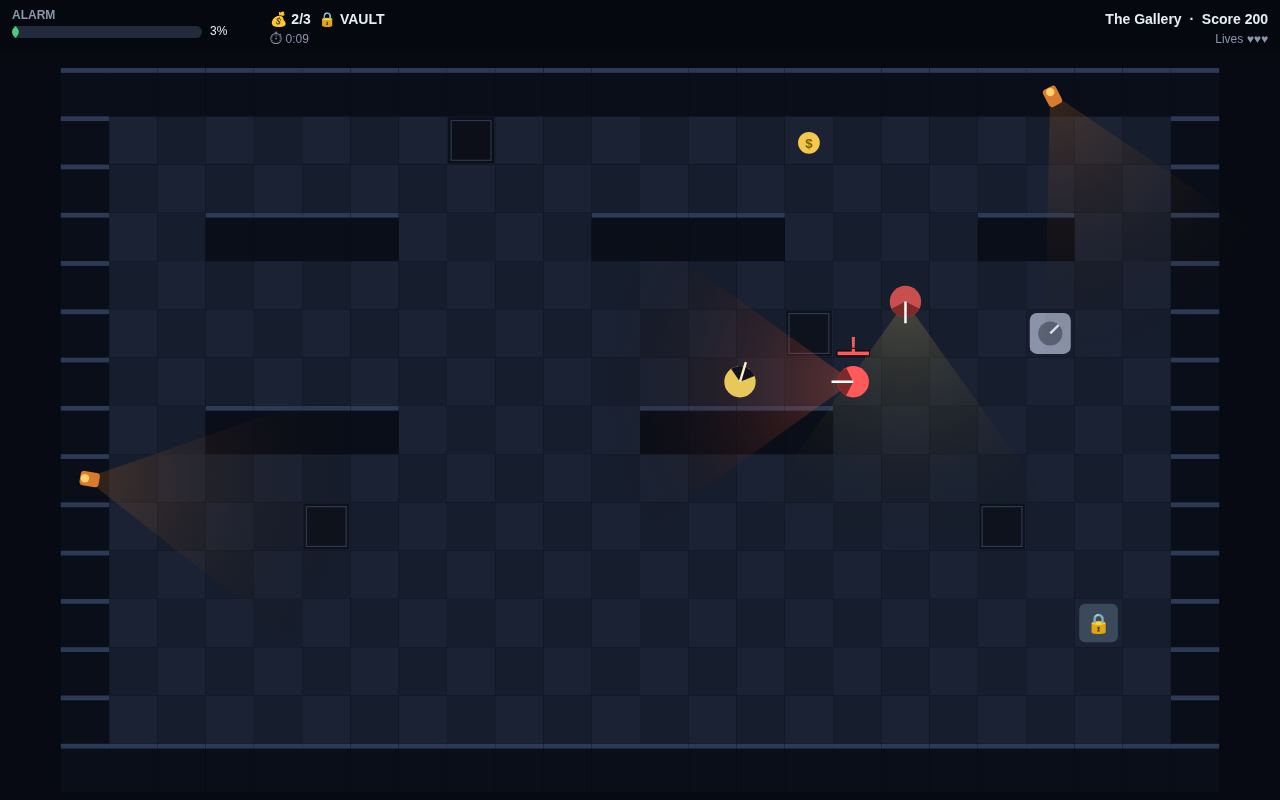 ALARM
3%
💰 2/3 🔒 VAULT
⏱ 0:09
The Gallery · Score 200
Lives ♥♥♥
$
!